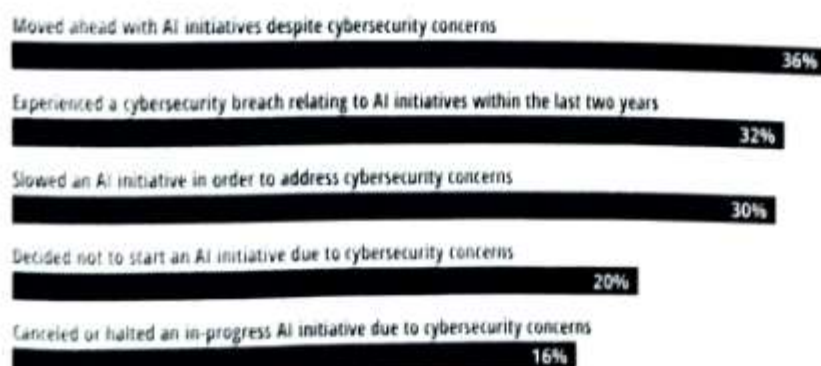 Moved ahead with AI initiatives despite cybersecurity concerns
36%
Experienced a cybersecurity breach relating to AI initiatives within the last two years
32%
Slowed an AI initiative in order to address cybersecurity concerns
30%
Decided not to start an AI initiative due to cybersecurity concerns
20%
Canceled or halted an in-progress AI initiative due to cybersecurity concerns
16%